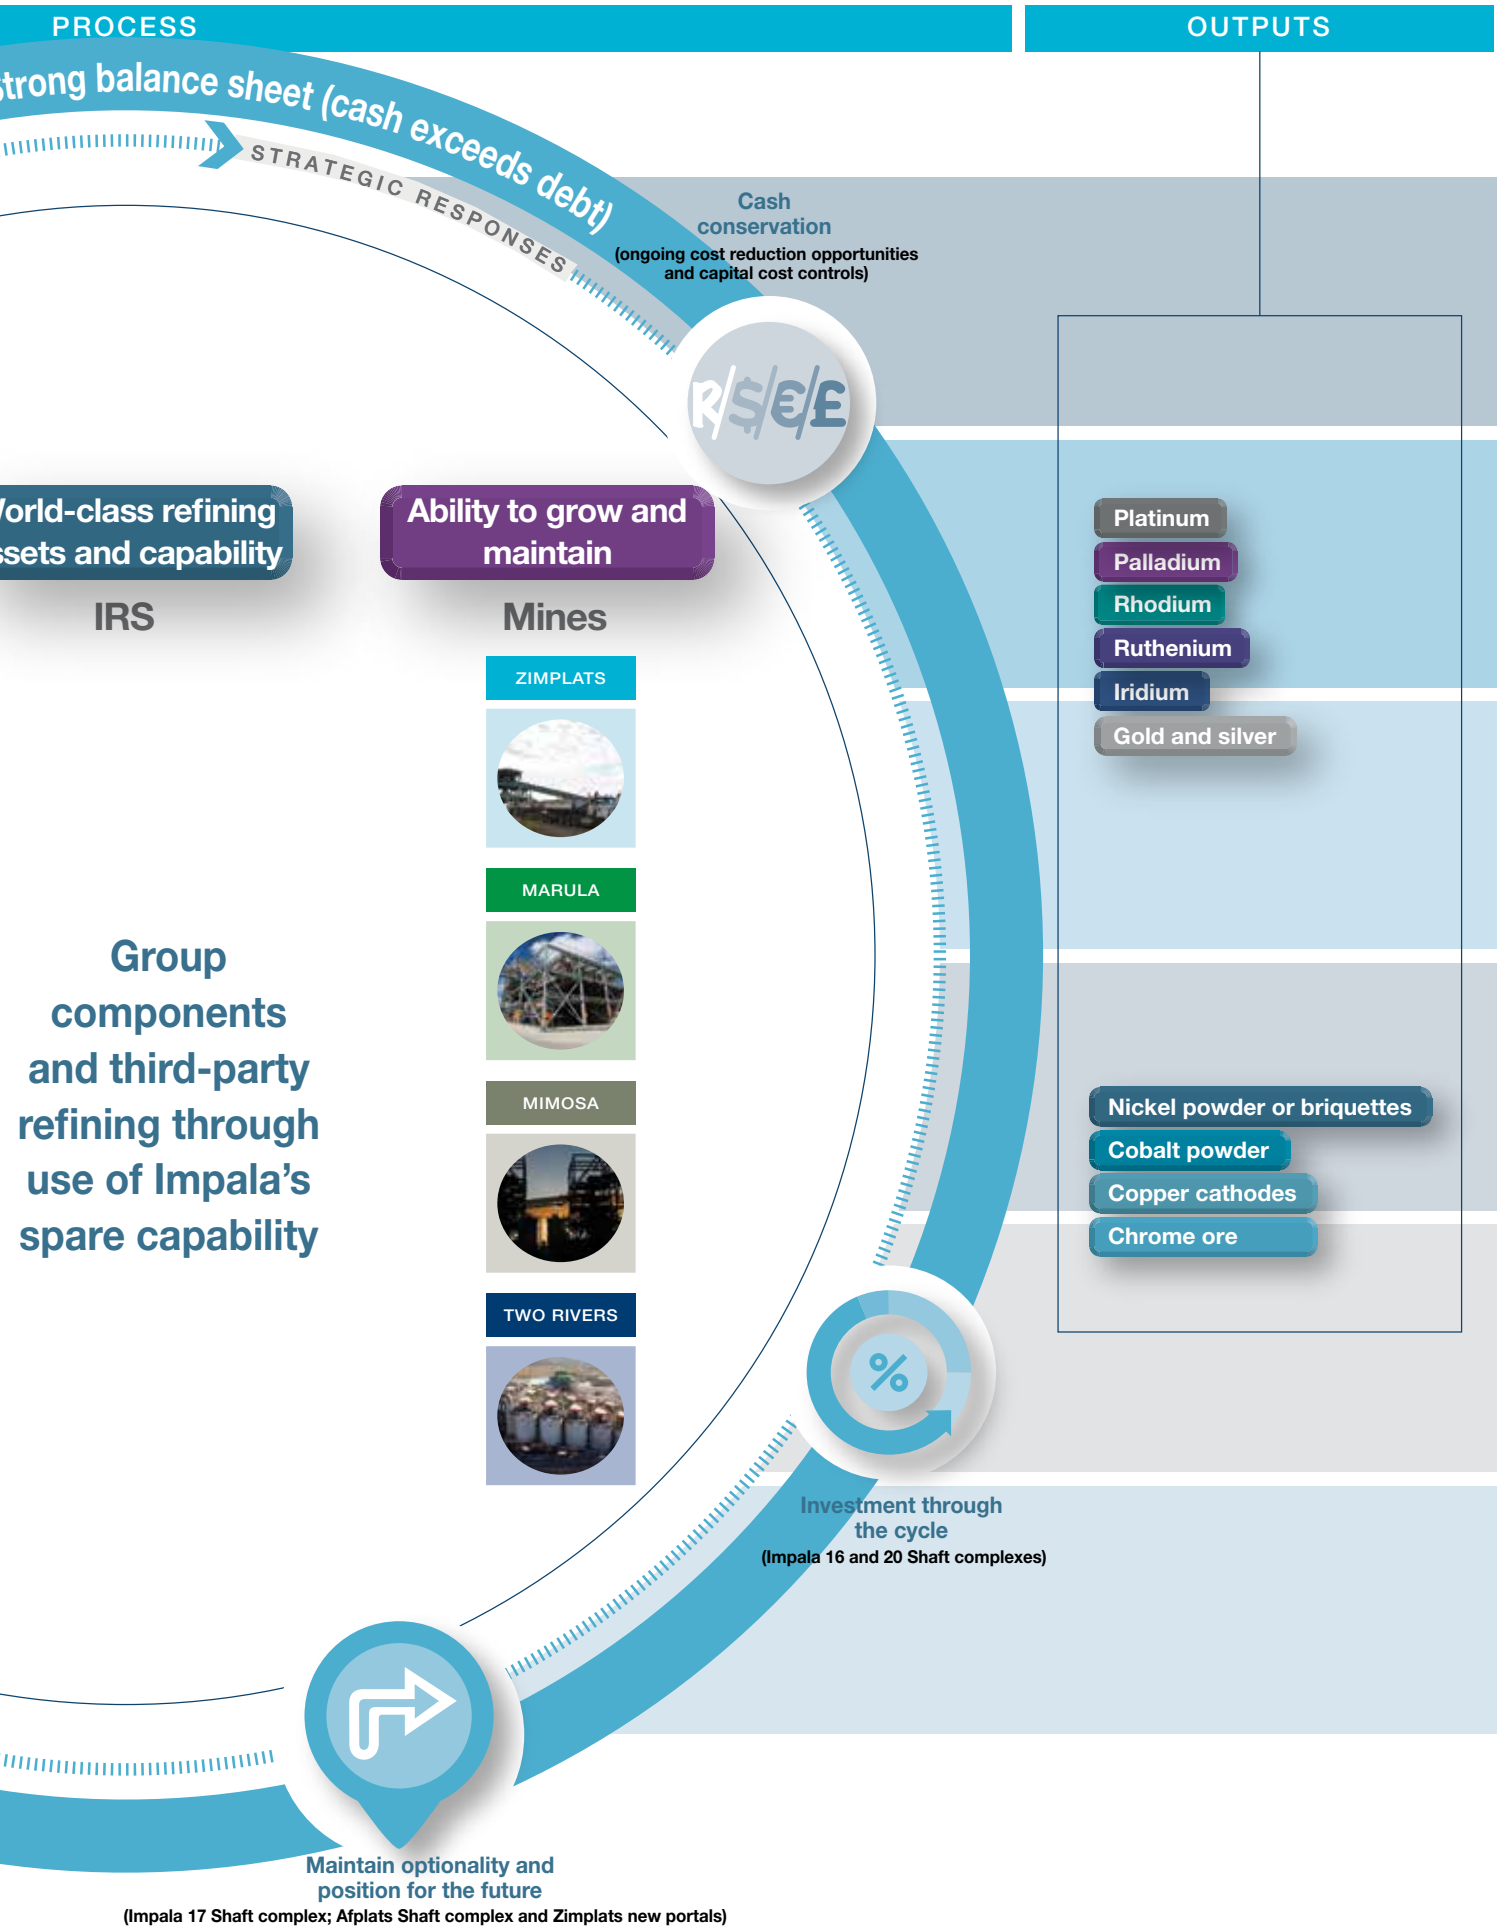 PROCESS
OUTPUTS
balance sheet (cash exceeds debt)
STRATEGIC RESPONSES
Cash
conservation
(ongoing cost reduction opportunities
and capital cost controls)
R/$/€/£
refining
and capability
IRS
Ability to grow and
maintain
Mines
ZIMPLATS
MARULA
MIMOSA
TWO RIVERS
Group
components
and third-party
refining through
use of Impala's
spare capability
Platinum
Palladium
Rhodium
Ruthenium
Iridium
Gold and silver
Nickel powder or briquettes
Cobalt powder
Copper cathodes
Chrome ore
%
Investment through
the cycle
(Impala 16 and 20 Shaft complexes)
Maintain optionality and
position for the future
(Impala 17 Shaft complex; Afplats Shaft complex and Zimplats new portals)